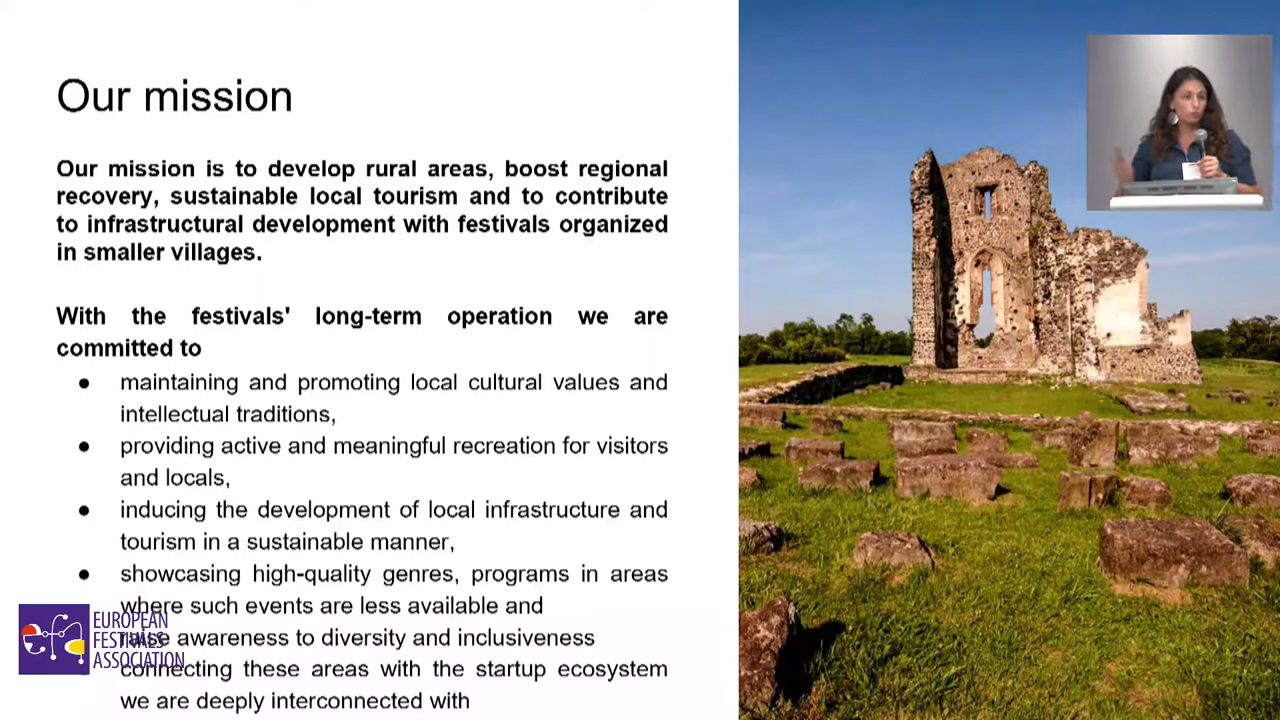 Our mission
Our mission is to develop rural areas, boost regional
recovery, sustainable local tourism and to contribute
to infrastructural development with festivals organized
in smaller villages.
With the festivals' long-term operation we are
committed to
● maintaining and promoting local cultural values and
intellectual traditions,
● providing active and meaningful recreation for visitors
and locals,
● inducing the development of local infrastructure and
tourism in a sustainable manner,
● showcasing high-quality genres, programs in areas
where such events are less available and
raise awareness to diversity and inclusiveness
connecting these areas with the startup ecosystem
we are deeply interconnected with
EUROPEAN
FESTIVALS
ASSOCIATION